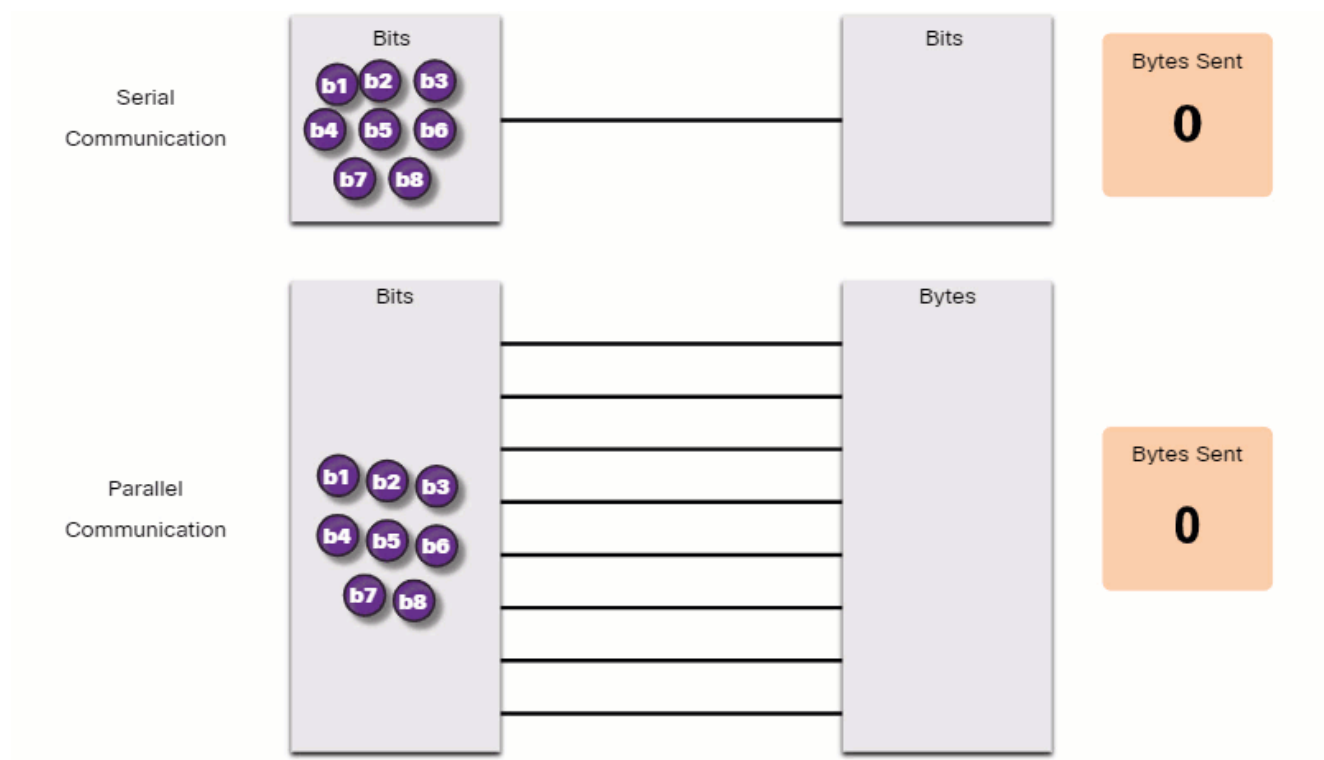 Serial
Communication
Bits
b1 b2 b3
b4 b5 b6
b7 b8
Bits
Bytes Sent
0
Parallel
Communication
Bits
b1 b2 b3
b4 b5 b6
b7 b8
Bytes
Bytes Sent
0